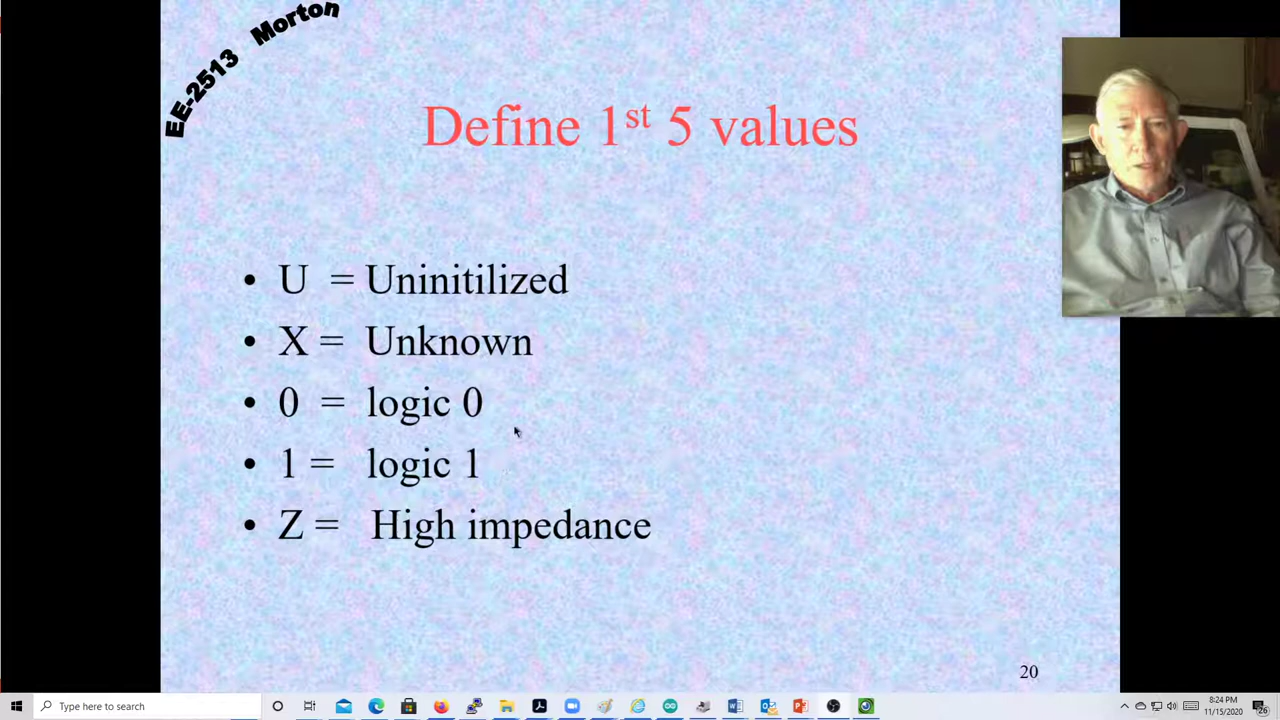 EE-2513 Morton
Define 1st 5 values
• U = Uninitilized
• X = Unknown
• 0 = logic 0
• 1 = logic 1
• Z = High impedance
20
Type here to search
8:24 PM
11/15/2020
26